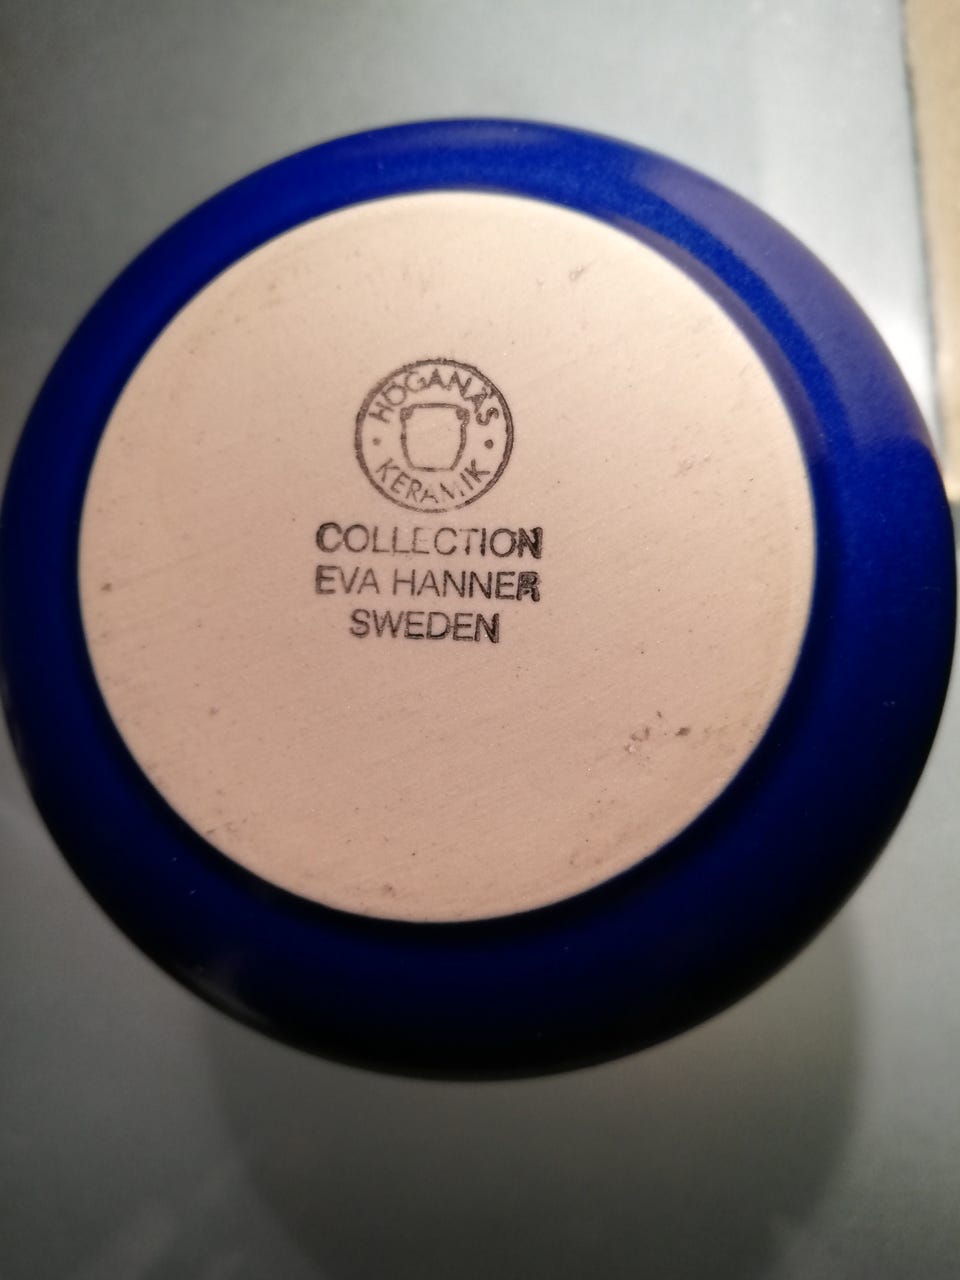 HÖGANÄS
KERAMIK
COLLECTION
EVA HANNER
SWEDEN